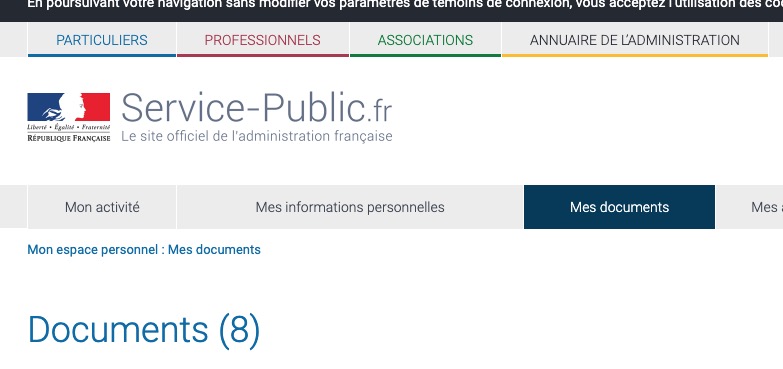 En poursuivant votre navigation sans modifier vos paramètres de témoins de connexion, vous acceptez l'utilisation des
PARTICULIERS PROFESSIONNELS ASSOCIATIONS ANNUAIRE DE L'ADMINISTRATION
Service-Public.fr
Le site officiel de l'administration française
Liberté • Égalité • Fraternité
RÉPUBLIQUE FRANÇAISE
Mon activité Mes informations personnelles Mes documents Mes
Mon espace personnel : Mes documents
Documents (8)